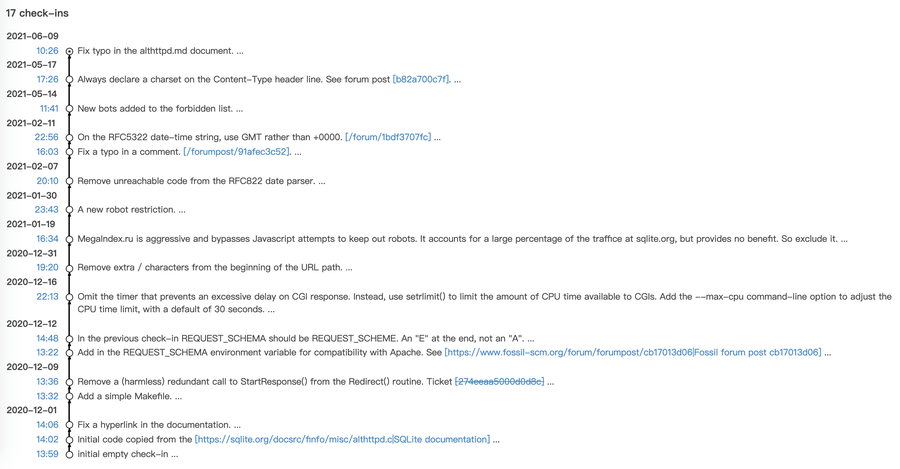 17 check-ins
2021-06-09
10:26 Fix typo in the althttpd.md document. ...
2021-05-17
17:26 Always declare a charset on the Content-Type header line. See forum post [b82a700c7f]. ...
2021-05-14
11:41 New bots added to the forbidden list. ...
2021-02-11
22:56 On the RFC5322 date-time string, use GMT rather than +0000. [/forum/1bdf3707fc] ...
16:03 Fix a typo in a comment. [/forumpost/91afec3c52]. ...
2021-02-07
20:10 Remove unreachable code from the RFC822 date parser. ...
2021-01-30
23:43 A new robot restriction. ...
2021-01-19
16:34 MegaIndex.ru is aggressive and bypasses Javascript attempts to keep out robots. It accounts for a large percentage of the traffice at sqlite.org, but provides no benefit. So exclude it. ...
2020-12-31
19:20 Remove extra / characters from the beginning of the URL path. ...
2020-12-16
22:13 Omit the timer that prevents an excessive delay on CGI response. Instead, use setrlimit() to limit the amount of CPU time available to CGIs. Add the --max-cpu command-line option to adjust the
CPU time limit, with a default of 30 seconds. ...
2020-12-12
14:48 In the previous check-in REQUEST_SCHEMA should be REQUEST_SCHEME. An "E" at the end, not an "A". ...
13:22 Add in the REQUEST_SCHEMA environment variable for compatibility with Apache. See [https://www.fossil-scm.org/forum/forumpost/cb17013d06|Fossil forum post cb17013d06] ...
2020-12-09
13:36 Remove a (harmless) redundant call to StartResponse() from the Redirect() routine. Ticket [274eeaa5000d0d8c] ...
13:32 Add a simple Makefile. ...
2020-12-01
14:06 Fix a hyperlink in the documentation. ...
14:02 Initial code copied from the [https://sqlite.org/docsrc/finfo/misc/althttpd.c|SQLite documentation] ...
13:59 initial empty check-in ...